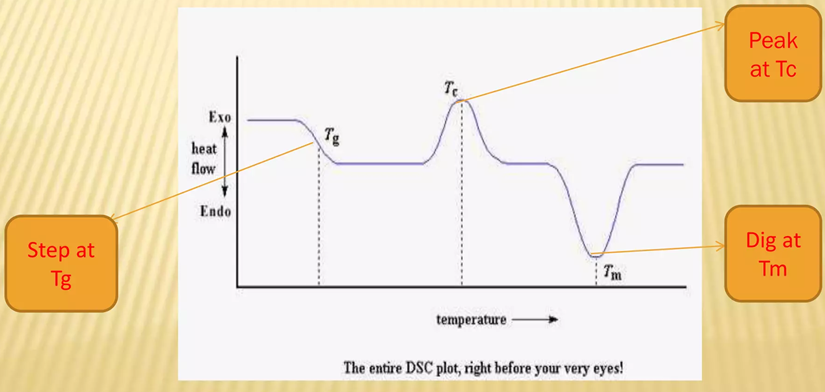 Peak
at Tc
Tc
Exo
Tg
heat
flow
Endo
Step at
Tg
Dig at
Tm
Tm
temperature
The entire DSC plot, right before your very eyes!